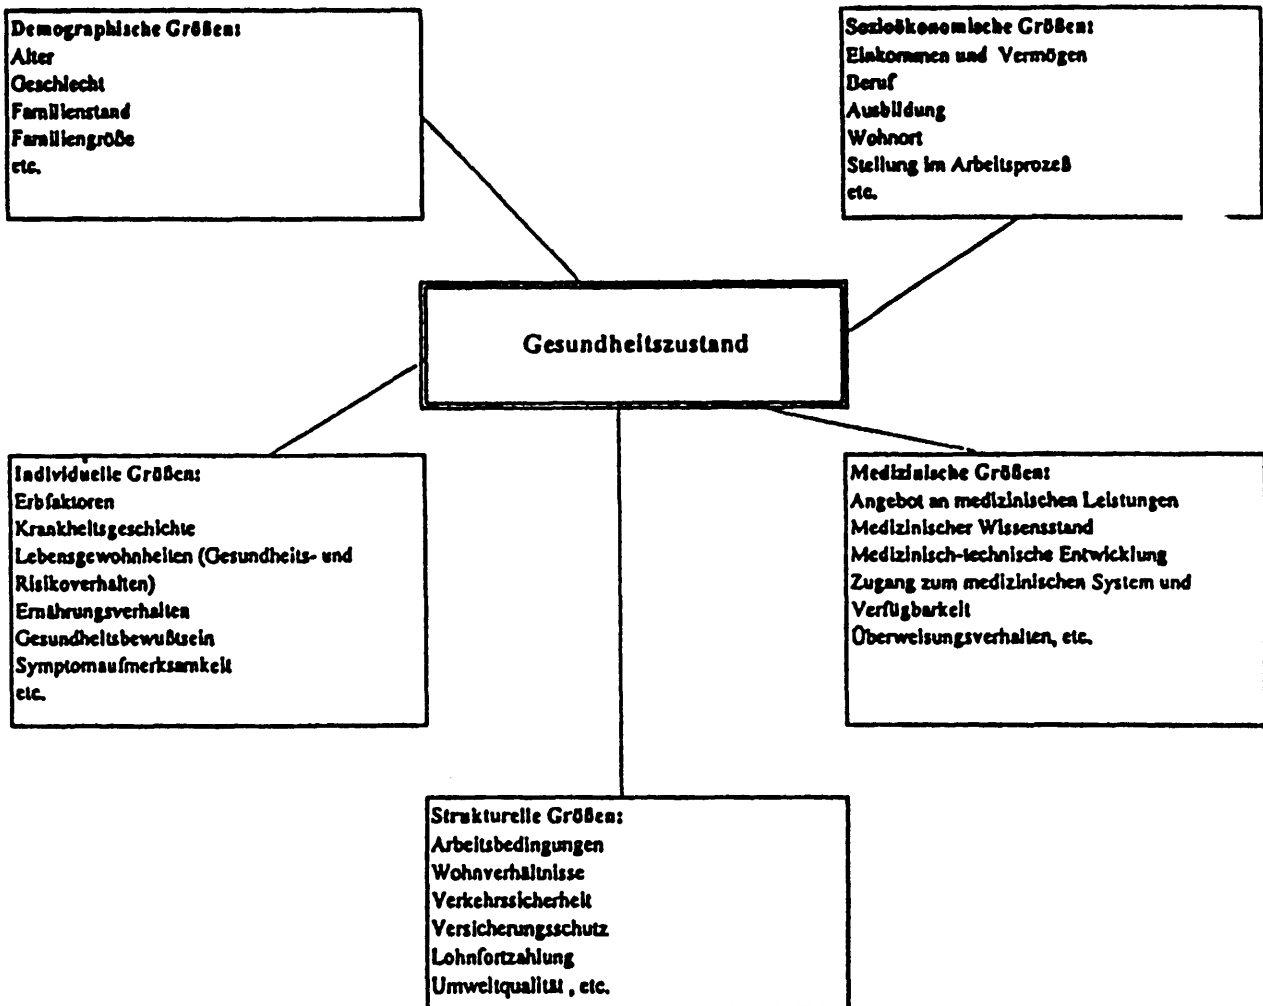 Demographische Größen:
Alter
Geschlecht
Familienstand
Familiengröße
etc.
Sozioökonomische Größen:
Einkommen und Vermögen
Beruf
Ausbildung
Wohnort
Stellung im Arbeitsprozeß
etc.
Gesundheitszustand
Individuelle Größen:
Erbfaktoren
Krankheitsgeschichte
Lebensgewohnheiten (Gesundheits- und
Risikoverhalten)
Ernährungsverhalten
Gesundheitsbewußtsein
Symptomaufmerksamkeit
etc.
Medizinische Größen:
Angebot an medizinischen Leistungen
Medizinischer Wissensstand
Medizinisch-technische Entwicklung
Zugang zum medizinischen System und
Verfügbarkeit
Überweisungsverhalten, etc.
Strukturelle Größen:
Arbeitsbedingungen
Wohnverhältnisse
Verkehrssicherheit
Versicherungsschutz
Lohnfortzahlung
Umweltqualität , etc.